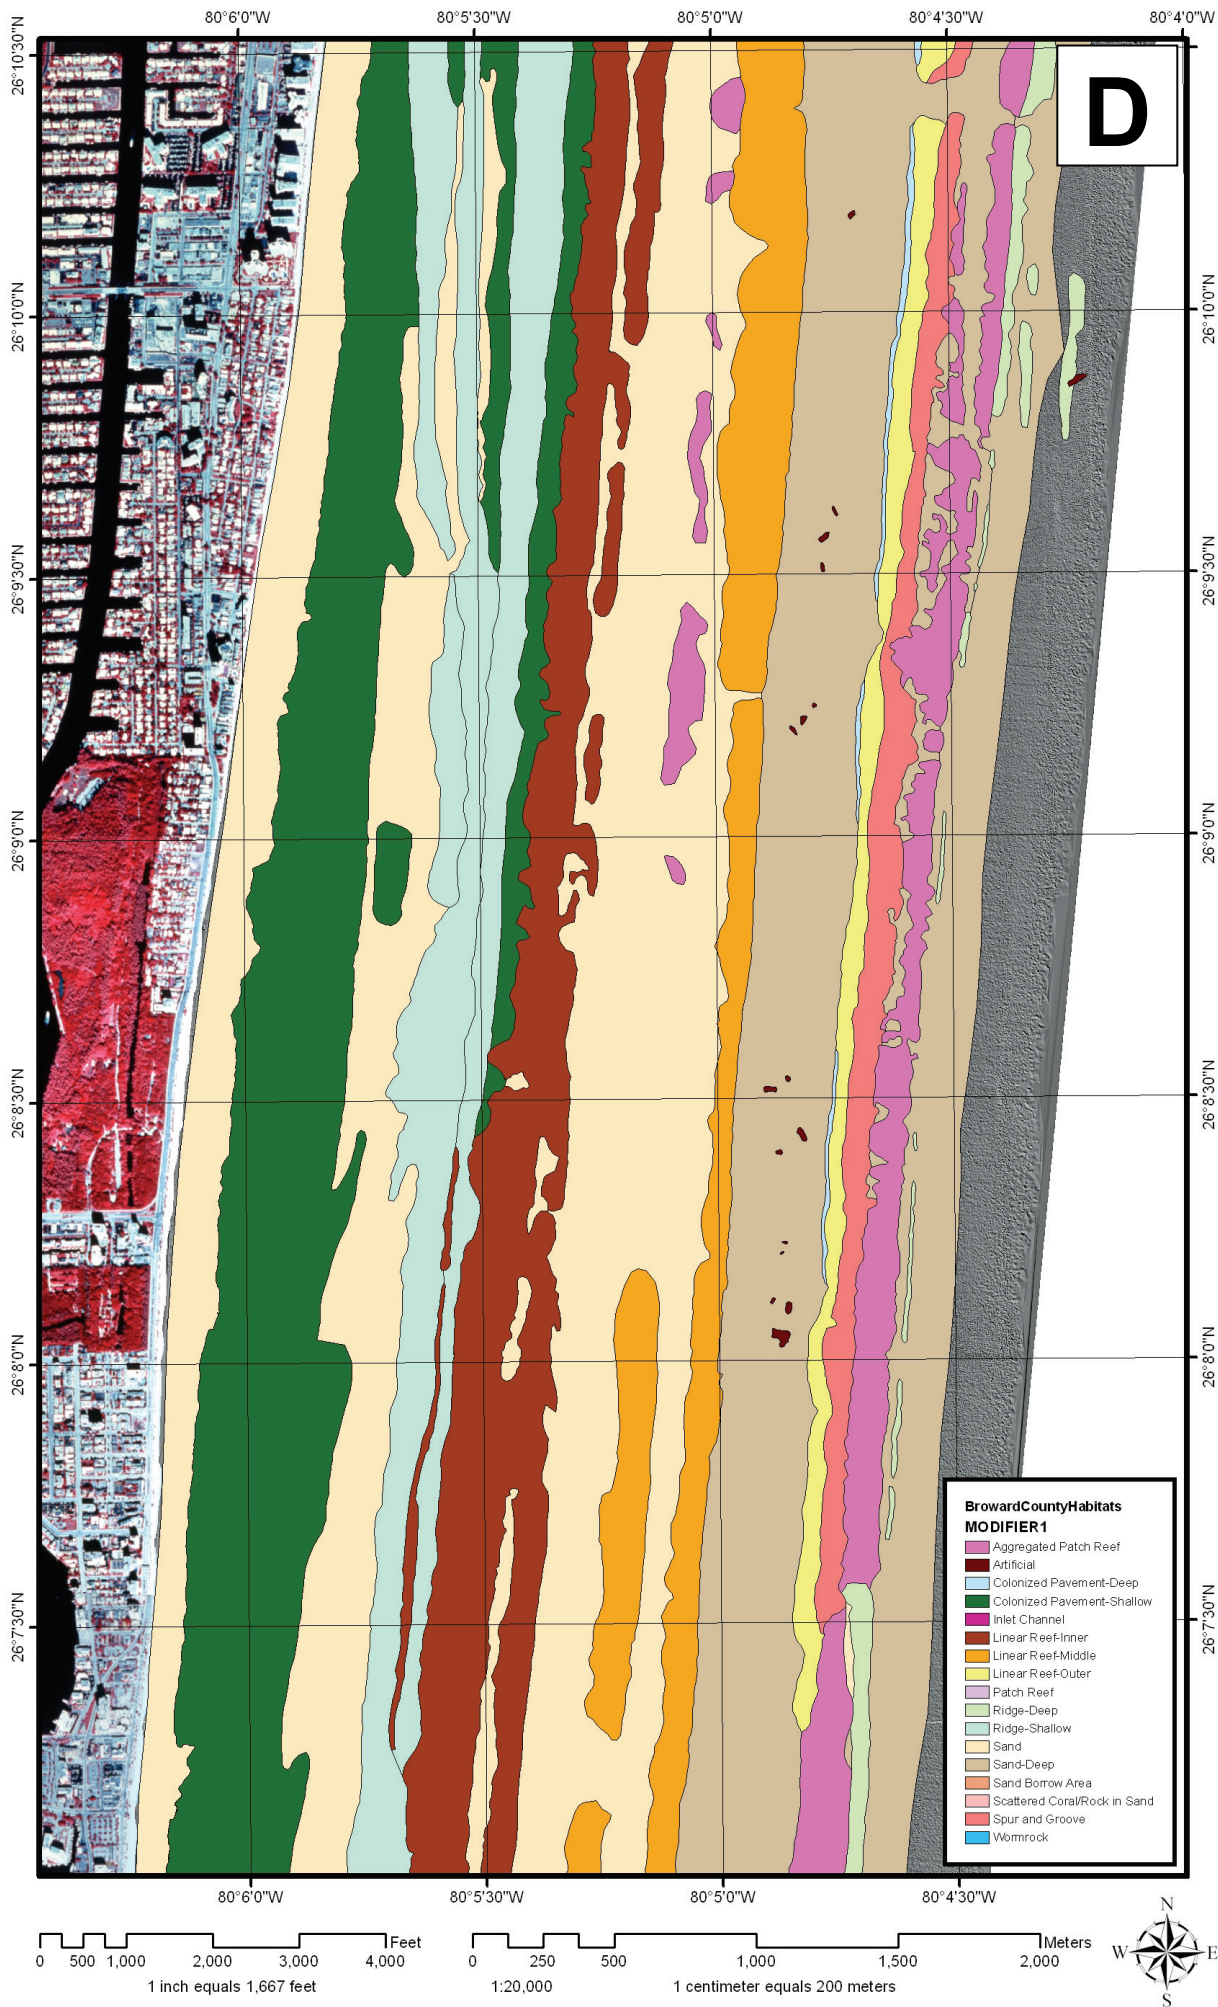 80°6'0"W 80°5'30"W 80°5'0"W 80°4'30"W 80°4'0"W
26°10'30"N
26°10'30"N
D
26°10'0"N
26°10'0"N
26°9'30"N
26°9'30"N
26°9'0"N
26°9'0"N
26°8'30"N
26°8'30"N
26°8'0"N
26°8'0"N
26°7'30"N
26°7'30"N
BrowardCountyHabitats
MODIFIER1
Aggregated Patch Reef
Artificial
Colonized Pavement-Deep
Colonized Pavement-Shallow
Inlet Channel
Linear Reef-Inner
Linear Reef-Middle
Linear Reef-Outer
Patch Reef
Ridge-Deep
Ridge-Shallow
Sand
Sand-Deep
Sand Borrow Area
Scattered Coral/Rock in Sand
Spur and Groove
Wormrock
80°6'0"W 80°5'30"W 80°5'0"W 80°4'30"W
Feet
0 500 1,000 2,000 3,000 4,000
1 inch equals 1,667 feet
1:20,000
Meters
0 250 500 1,000 1,500 2,000
1 centimeter equals 200 meters
N
W E
S